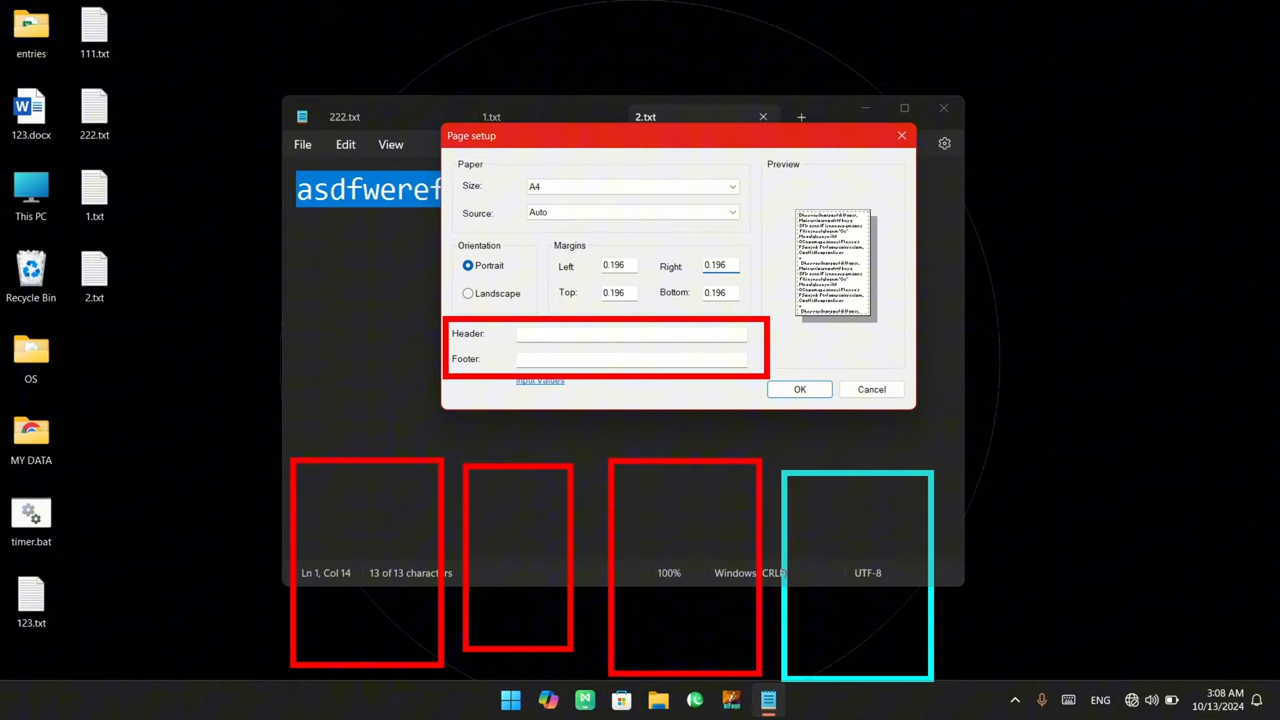 entries
111.txt
123.docx
222.txt
This PC
1.txt
Recycle Bin
2.txt
OS
MY DATA
timer.bat
123.txt
222.txt
1.txt
2.txt
File
Edit
View
asdfweref
Page setup
Paper
Size:
A4
Source:
Auto
Orientation
Portrait
Landscape
Margins
Left:
0.196
Right:
0.196
Top:
0.196
Bottom:
0.196
Header:
Footer:
Input Values
Preview
OK
Cancel
Ln 1, Col 14
13 of 13 characters
100%
Windows (CRLF)
UTF-8
ENG
3:08 AM
10/13/2024